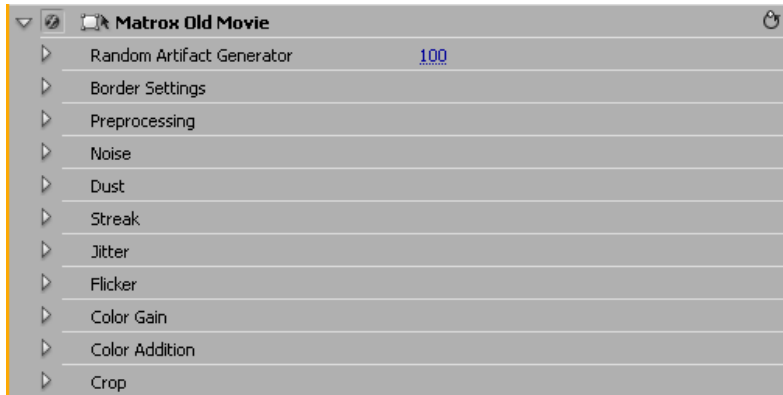 Matrox Old Movie
Random Artifact Generator 100
Border Settings
Preprocessing
Noise
Dust
Streak
Jitter
Flicker
Color Gain
Color Addition
Crop